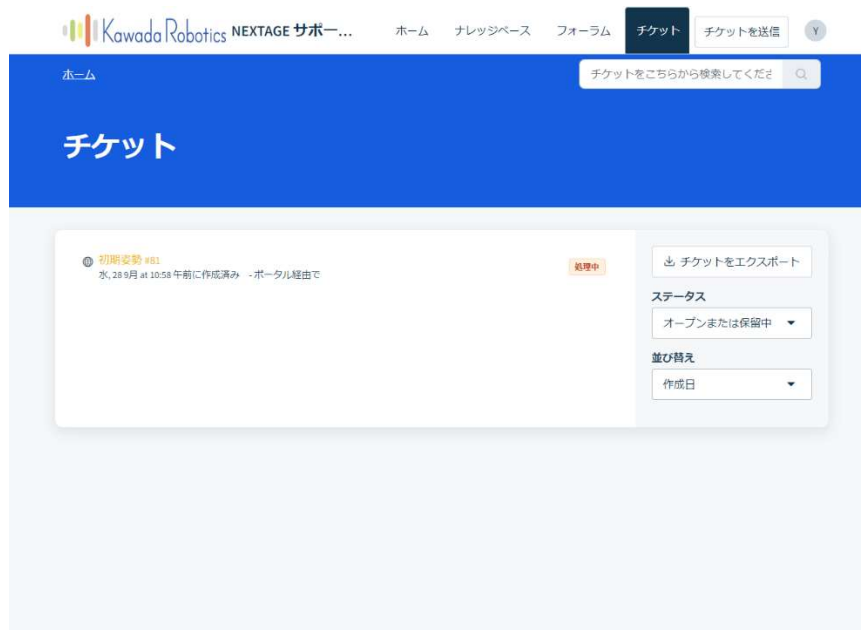 Kawada Robotics NEXTAGE サポー... ホーム ナレッジベース フォーラム チケット チケットを送信 Y
ホーム チケットをこちらから検索してくださ
チケット
初期姿勢 #81
水, 28 9月 at 10:58 午前に作成済み - ポータル経由で
処理中
チケットをエクスポート
ステータス
オープンまたは保留中
並び替え
作成日